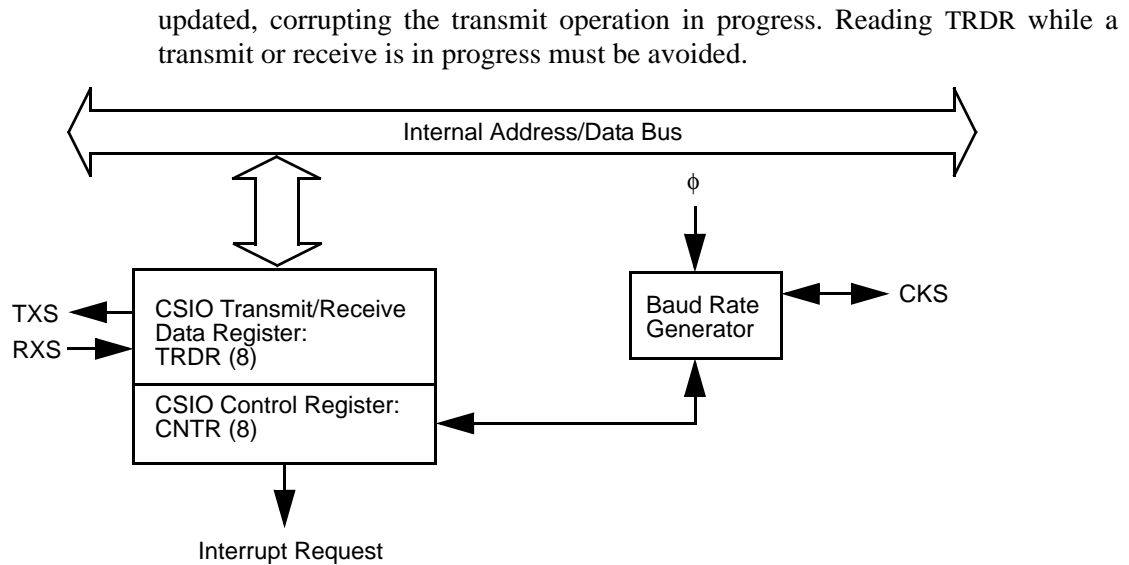 updated, corrupting the transmit operation in progress. Reading TRDR while a
transmit or receive is in progress must be avoided.
Internal Address/Data Bus
ϕ
TXS
RXS
CSIO Transmit/Receive
Data Register:
TRDR (8)
Baud Rate
Generator
CKS
CSIO Control Register:
CNTR (8)
Interrupt Request